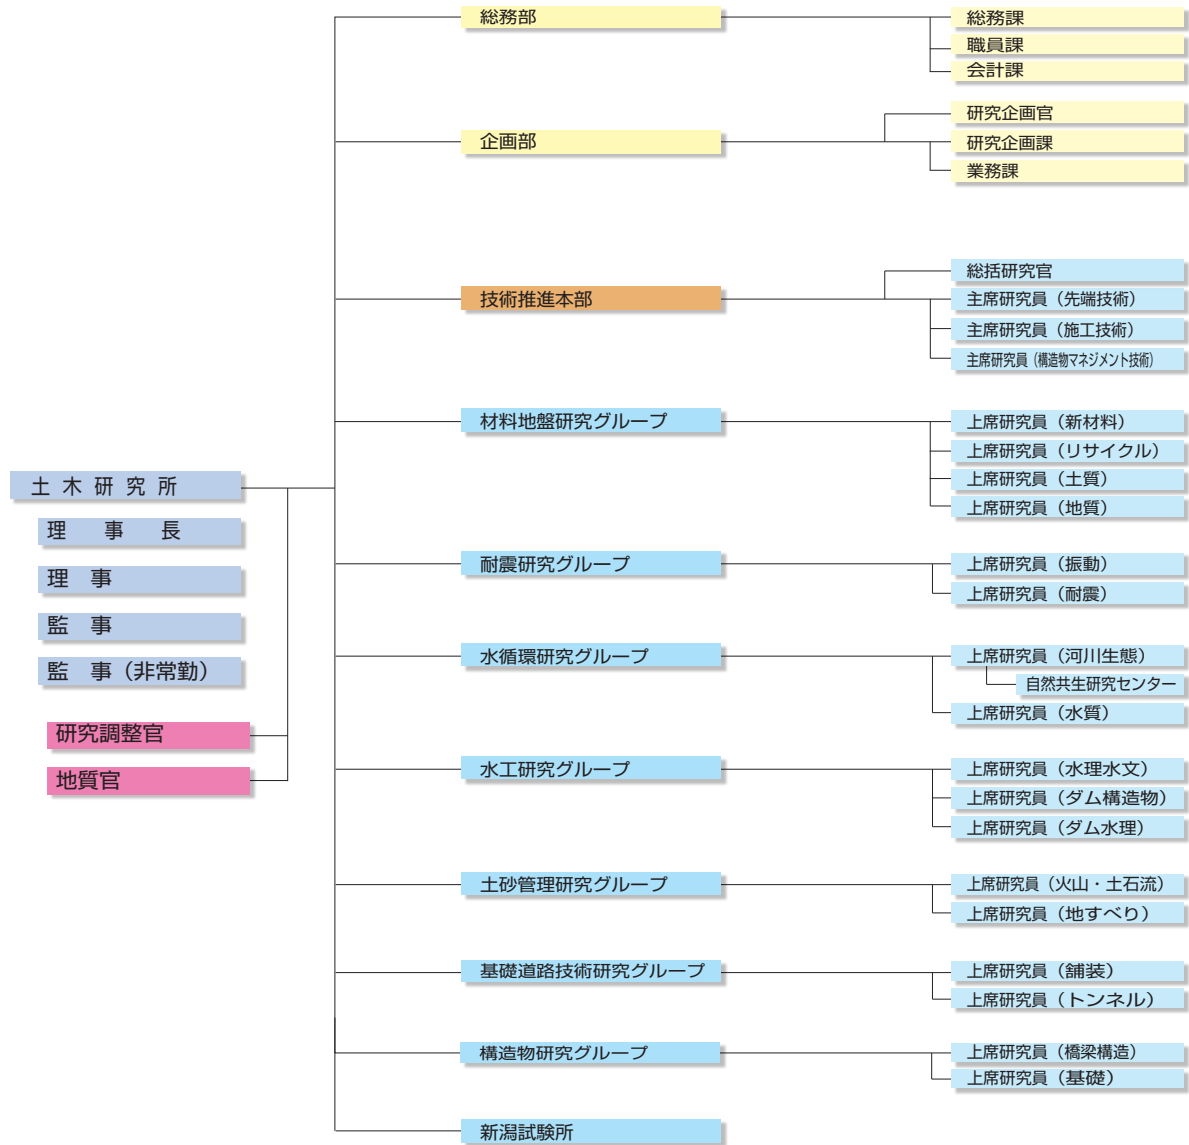 総務部
総務課
職員課
会計課
企画部
研究企画官
研究企画課
業務課
技術推進本部
総括研究官
主席研究員（先端技術）
主席研究員（施工技術）
主席研究員（構造物マネジメント技術）
材料地盤研究グループ
上席研究員（新材料）
上席研究員（リサイクル）
上席研究員（土質）
上席研究員（地質）
土木研究所
理事長
理事
監事
監事（非常勤）
研究調整官
地質官
耐震研究グループ
上席研究員（振動）
上席研究員（耐震）
水循環研究グループ
上席研究員（河川生態）
自然共生研究センター
上席研究員（水質）
水工研究グループ
上席研究員（水理水文）
上席研究員（ダム構造物）
上席研究員（ダム水理）
土砂管理研究グループ
上席研究員（火山・土石流）
上席研究員（地すべり）
基礎道路技術研究グループ
上席研究員（舗装）
上席研究員（トンネル）
構造物研究グループ
上席研究員（橋梁構造）
上席研究員（基礎）
新潟試験所